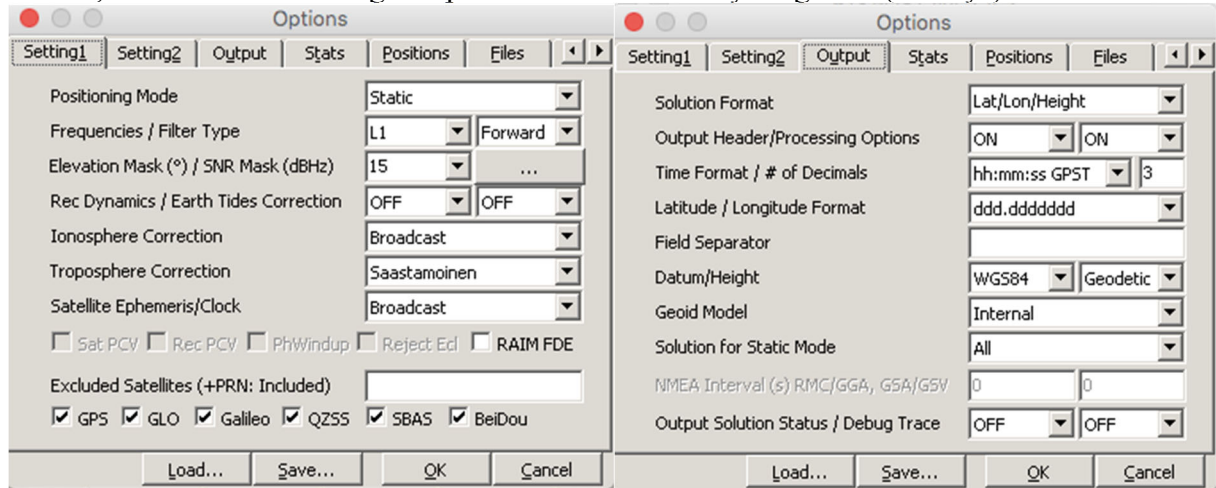 Options
Setting1 Setting2 Output Stats Positions Files
Positioning Mode Static
Frequencies / Filter Type L1 Forward
Elevation Mask (°) / SNR Mask (dBHz) 15 ...
Rec Dynamics / Earth Tides Correction OFF OFF
Ionosphere Correction Broadcast
Troposphere Correction Saastamoinen
Satellite Ephemeris/Clock Broadcast
Sat PCV Rec PCV PhWindup Reject Ecl RAIM FDE
Excluded Satellites (+PRN: Included)
GPS GLO Galileo QZSS SBAS BeiDou
Load... Save... OK Cancel
Options
Setting1 Setting2 Output Stats Positions Files
Solution Format Lat/Lon/Height
Output Header/Processing Options ON ON
Time Format / # of Decimals hh:mm:ss GPST 3
Latitude / Longitude Format ddd.ddddddd
Field Separator
Datum/Height WGS84 Geodetic
Geoid Model Internal
Solution for Static Mode All
NMEA Interval (s) RMC/GGA, GSA/GSV 0 0
Output Solution Status / Debug Trace OFF OFF
Load... Save... OK Cancel